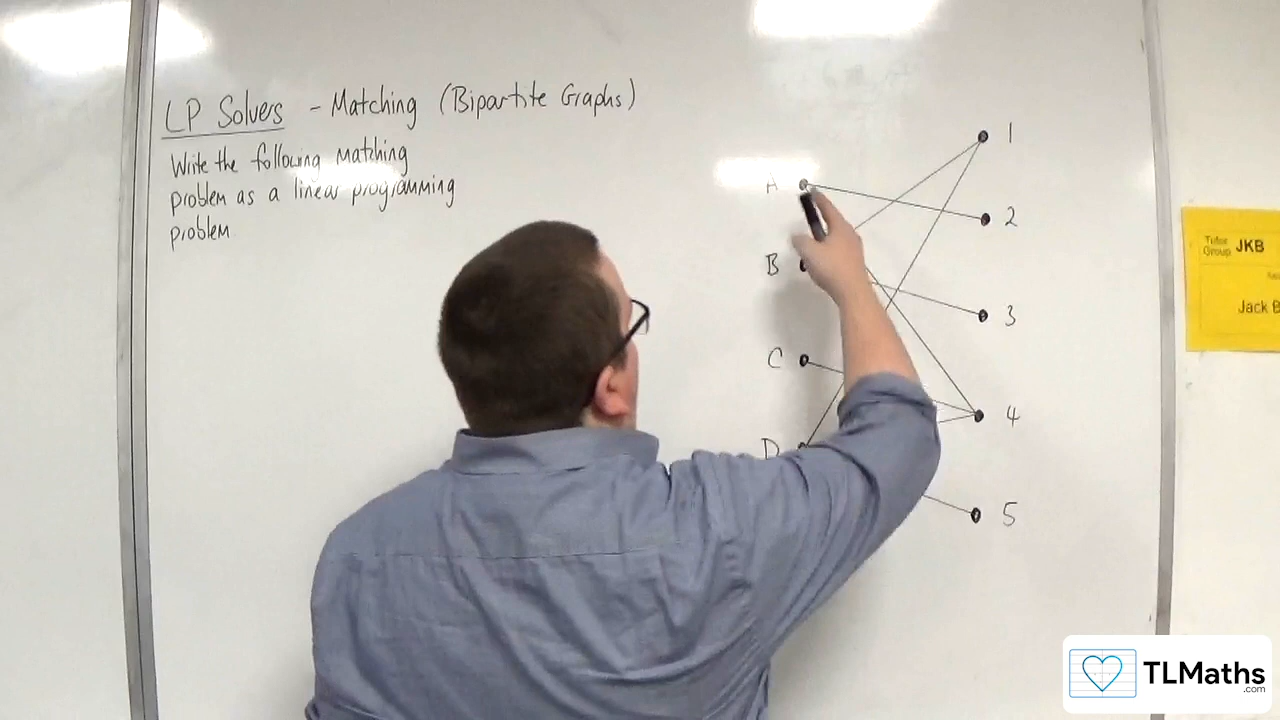 LP Solvers - Matching (Bipartite Graphs)
Write the following matching
problem as a linear programming
problem
A
B
C
D
1
2
3
4
5
Tutor
Group JKB
Jack B
TLMaths
.com